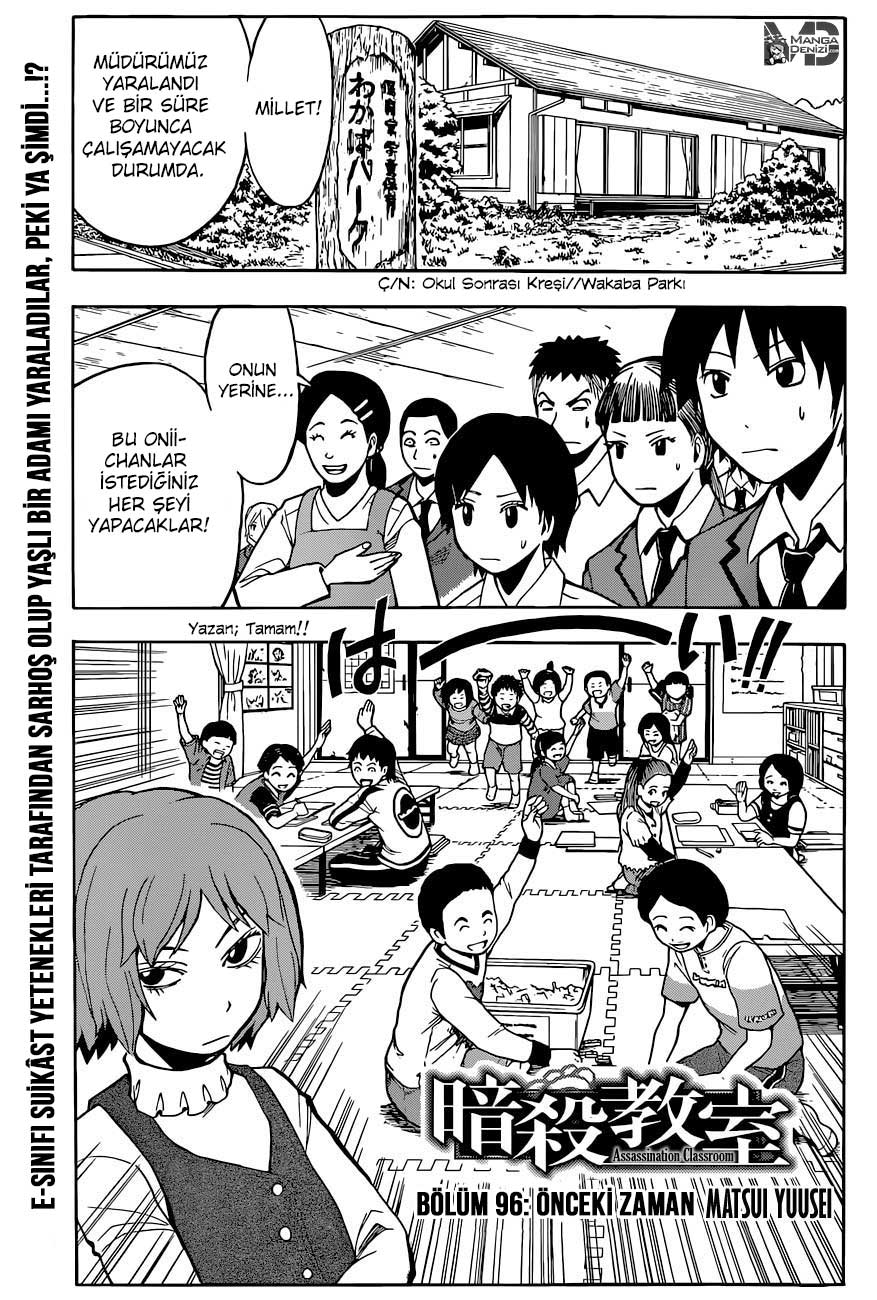 MANGA
DENİZİ.com
E-SINIFI SUİKÂST YETENEKLERİ TARAFINDAN SARHOŞ OLUP YAŞLI BİR ADAMI YARALADILAR, PEKİ YA ŞİMDİ...!?
MİLLET!
MÜDÜRÜMÜZ
YARALANDI
VE BİR SÜRE
BOYUNCA
ÇALIŞAMAYACAK
DURUMDA.
わかばパーク
Ç/N: Okul Sonrası Kreşi//Wakaba Parkı
ONUN
YERİNE...
BU ONİİ-
CHANLAR
İSTEDİĞİNİZ
HER ŞEYİ
YAPACAKLAR!
Yazan; Tamam!!
はーい!!
暗殺教室
Assassination Classroom
BÖLÜM 96: ÖNCEKİ ZAMAN MATSUI YUUSEI